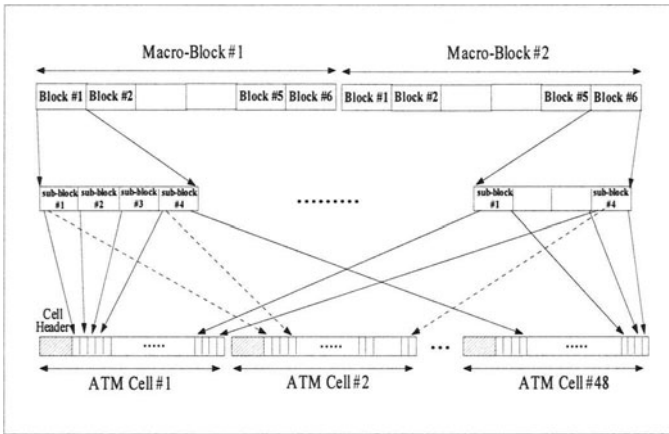 Macro-Block #1 Macro-Block #2
Block #1 Block #2 Block #5 Block #6 Block #1 Block #2 Block #5 Block #6
sub-block #1 sub-block #2 sub-block #3 sub-block #4 ......... sub-block #1 sub-block #4
Cell Header
..... ..... ... .....
ATM Cell #1 ATM Cell #2 ATM Cell #48